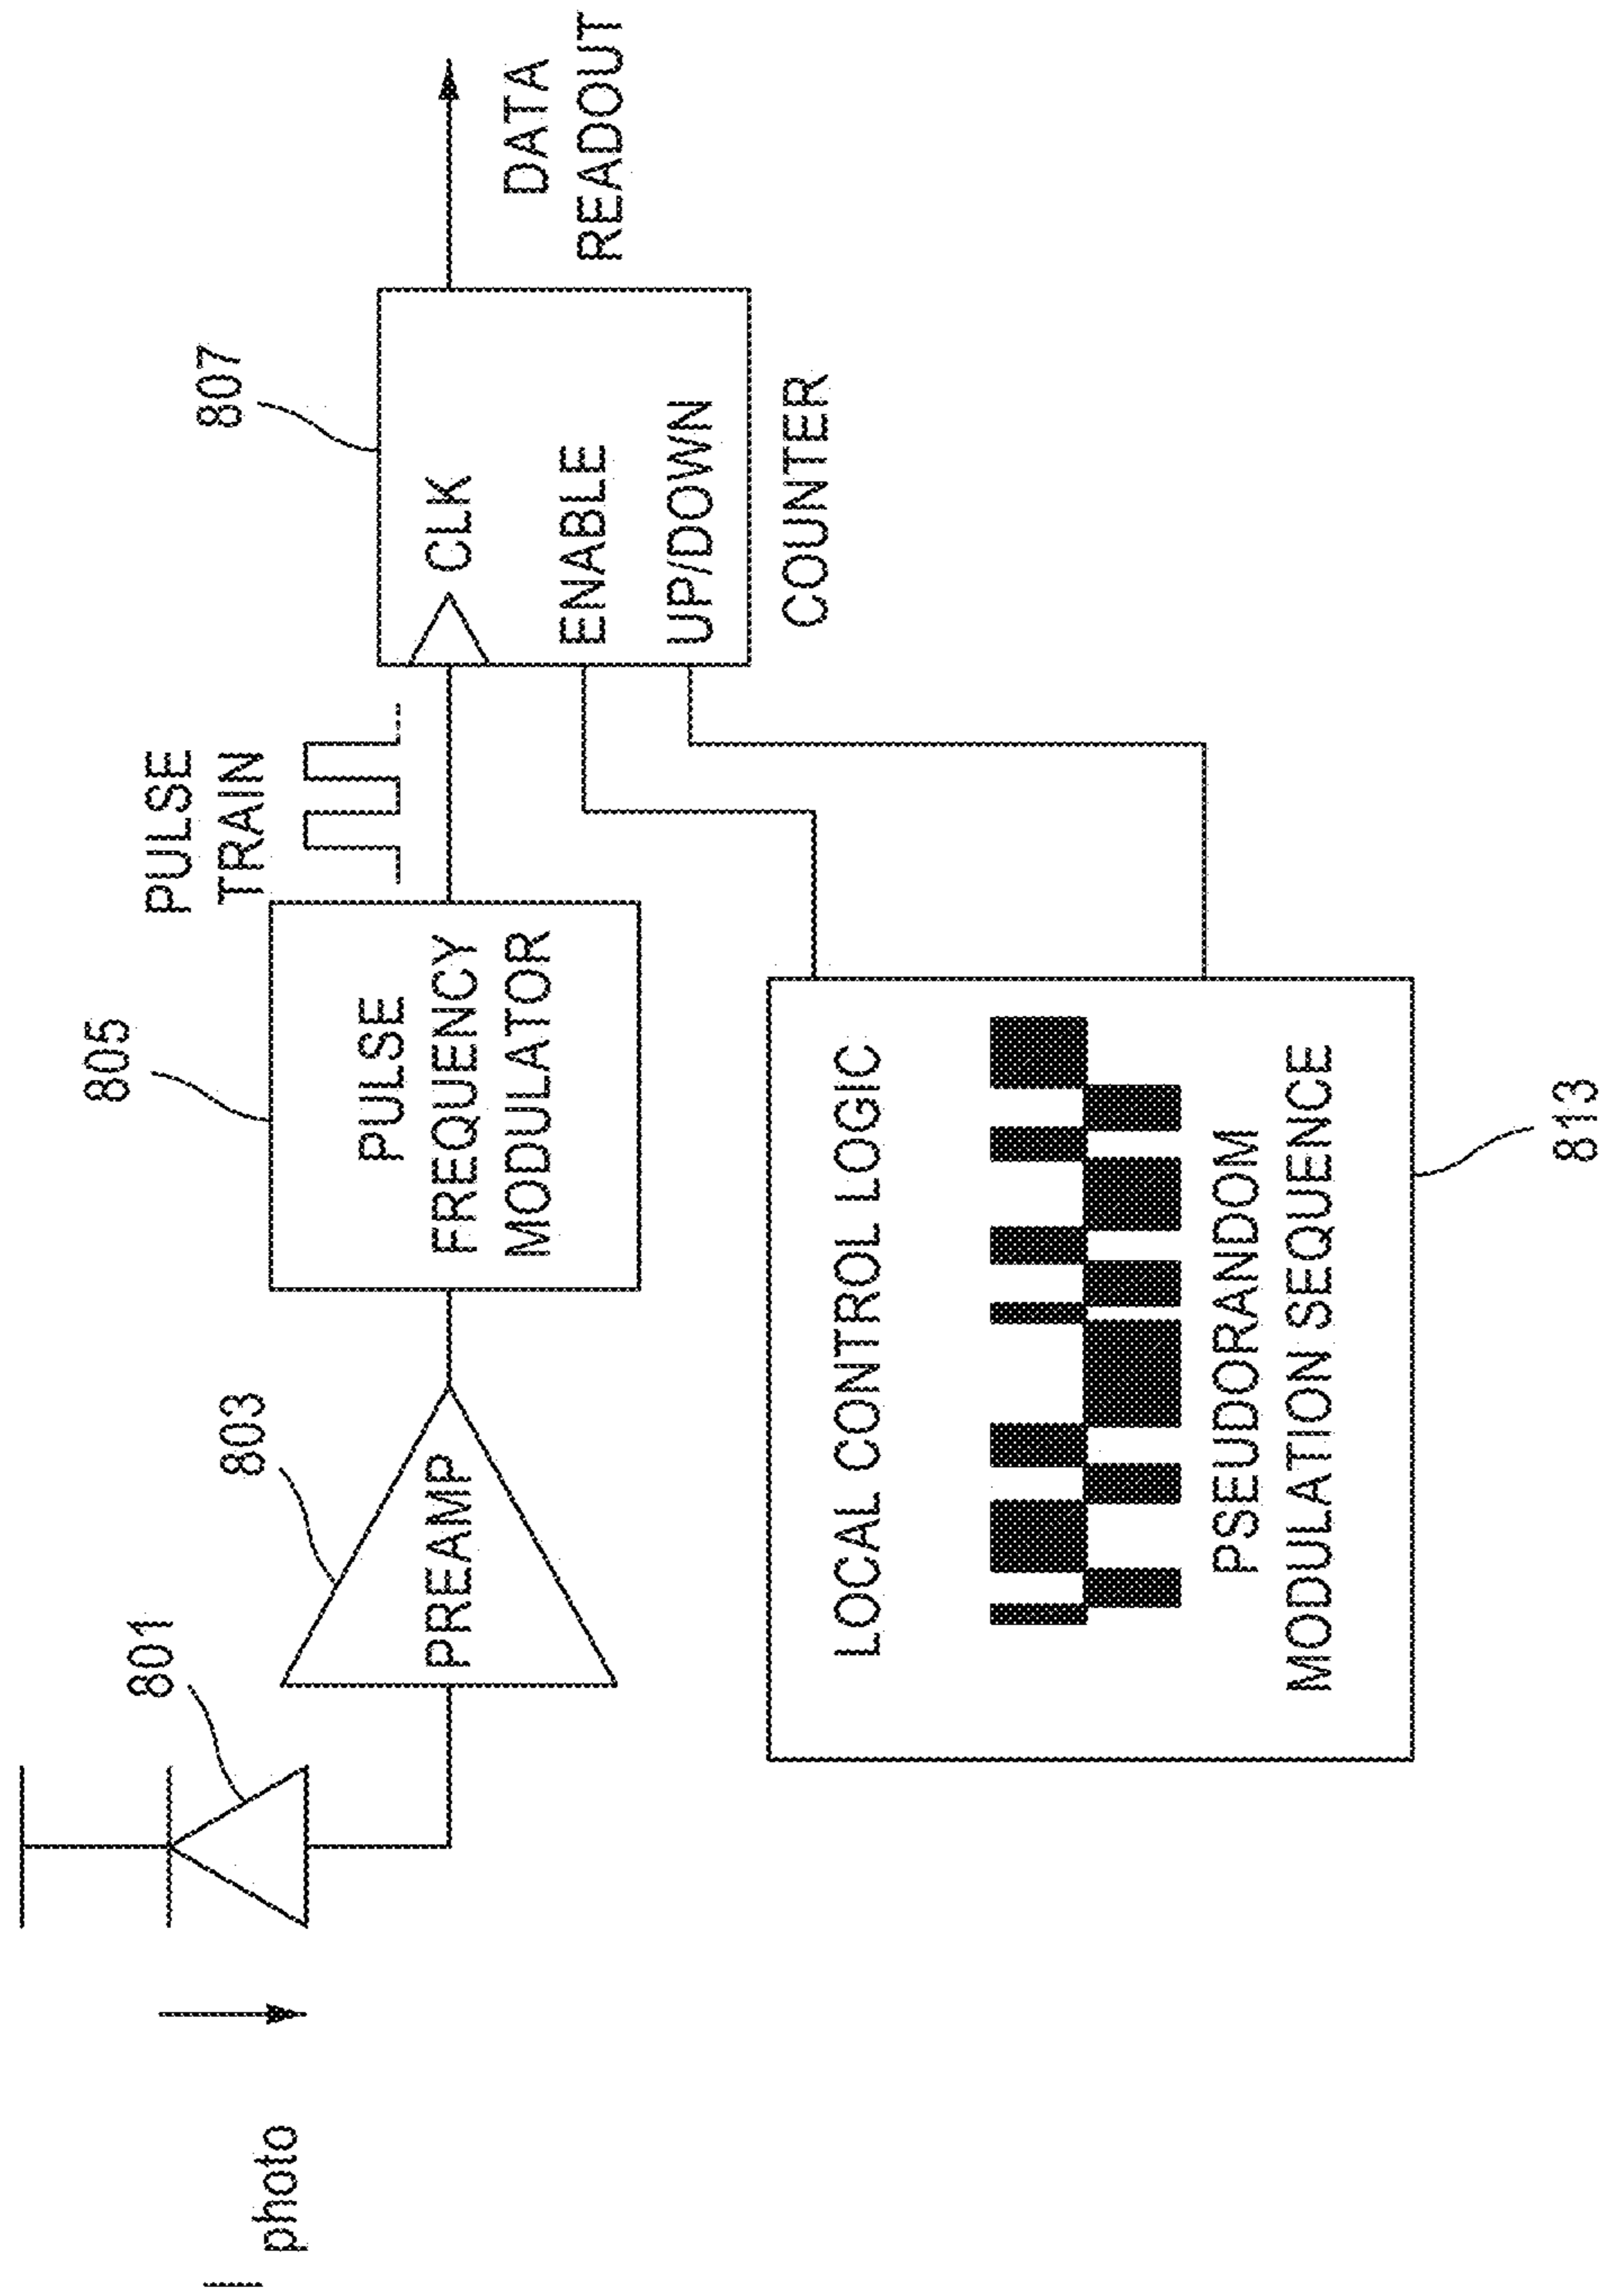 I photo
801
803
PREAMP
805
PULSE
FREQUENCY
MODULATOR
PULSE
TRAIN
807
CLK
ENABLE
UP/DOWN
COUNTER
DATA
READOUT
LOCAL CONTROL LOGIC
PSEUDORANDOM
MODULATION SEQUENCE
813